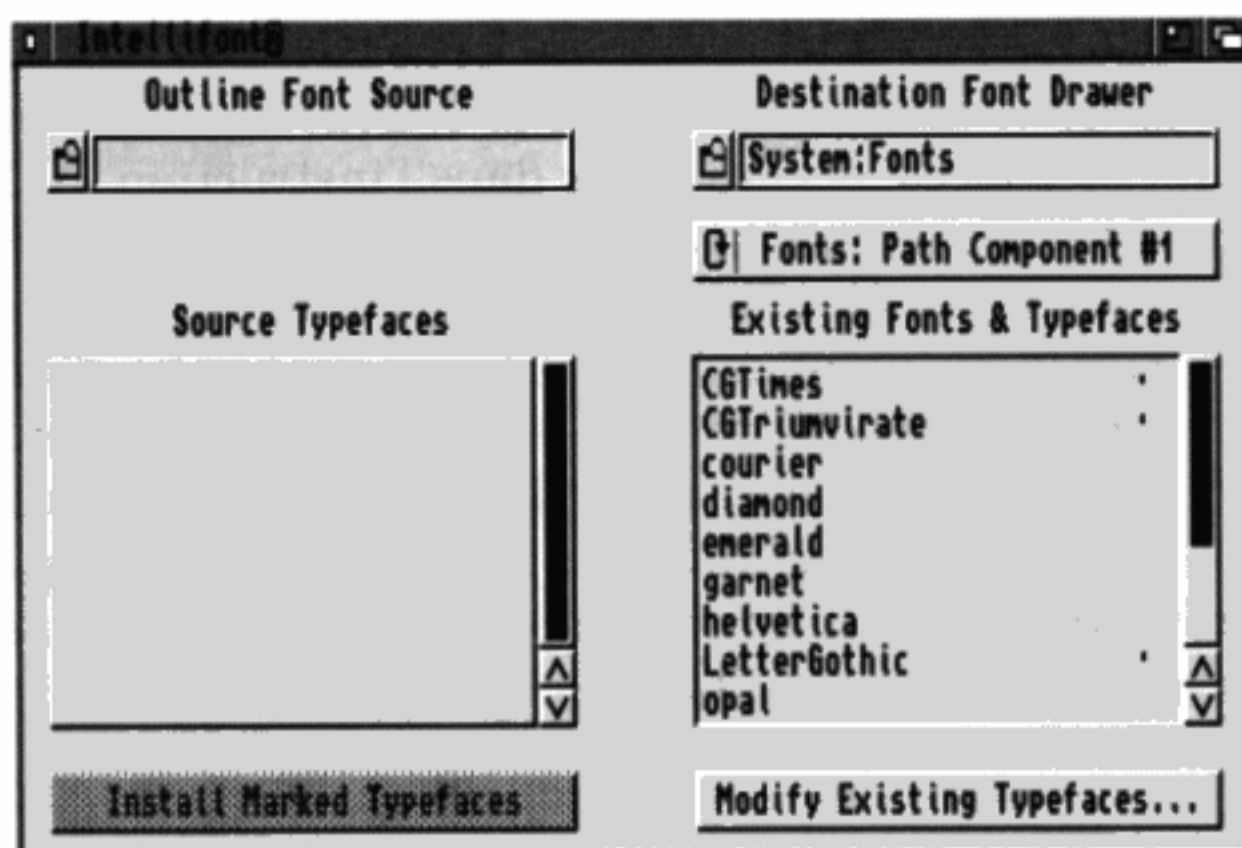 Intellifont®
Outline Font Source
Destination Font Drawer
System:Fonts
Fonts: Path Component #1
Source Typefaces
Existing Fonts & Typefaces
CGTimes '
CGTriumvirate '
courier
diamond
emerald
garnet
helvetica
LetterGothic '
opal
Install Marked Typefaces
Modify Existing Typefaces...